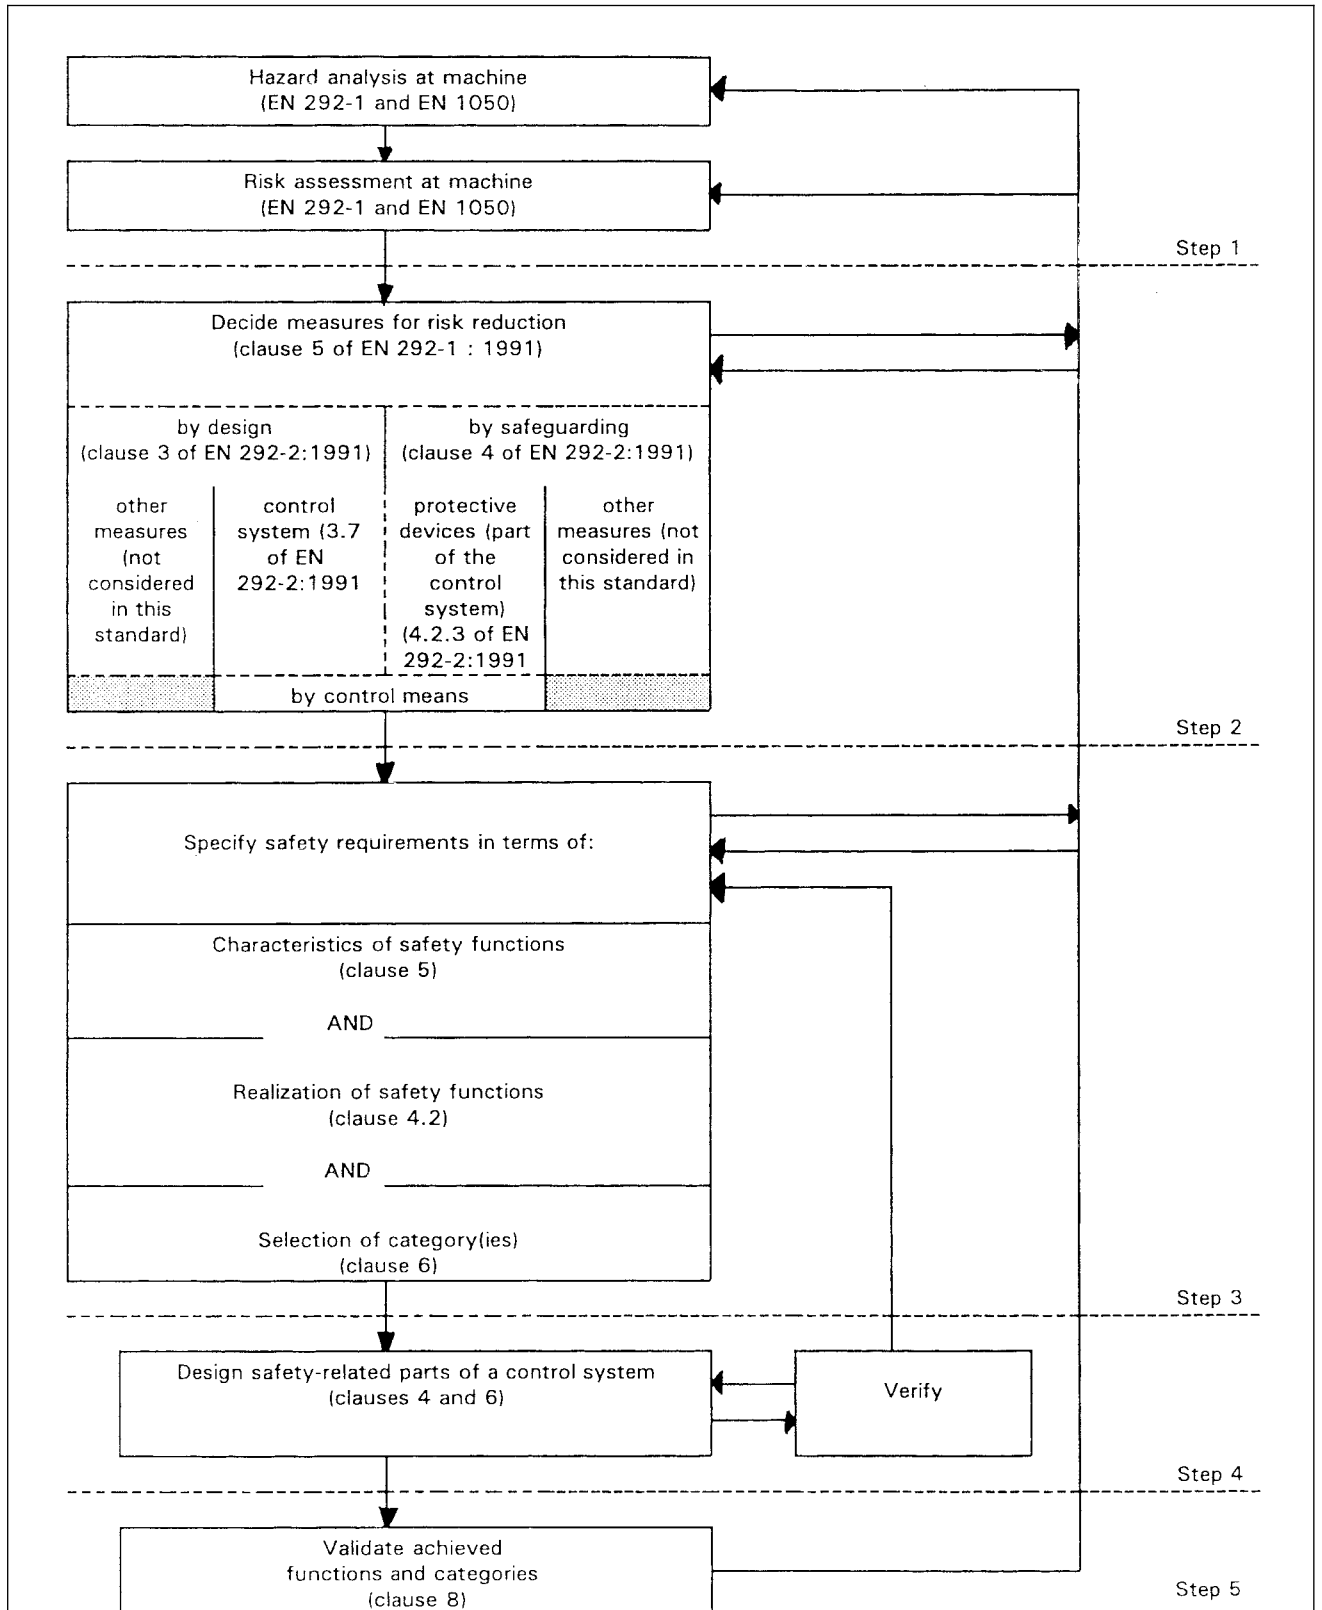 Hazard analysis at machine
(EN 292-1 and EN 1050)
Risk assessment at machine
(EN 292-1 and EN 1050)
Step 1
Decide measures for risk reduction
(clause 5 of EN 292-1 : 1991)
by design
(clause 3 of EN 292-2:1991)
by safeguarding
(clause 4 of EN 292-2:1991)
other
measures
(not
considered
in this
standard)
control
system (3.7
of EN
292-2:1991
protective
devices (part
of the
control
system)
(4.2.3 of EN
292-2:1991
other
measures (not
considered in
this standard)
by control means
Step 2
Specify safety requirements in terms of:
Characteristics of safety functions
(clause 5)
AND
Realization of safety functions
(clause 4.2)
AND
Selection of category(ies)
(clause 6)
Step 3
Design safety-related parts of a control system
(clauses 4 and 6)
Verify
Step 4
Validate achieved
functions and categories
(clause 8)
Step 5